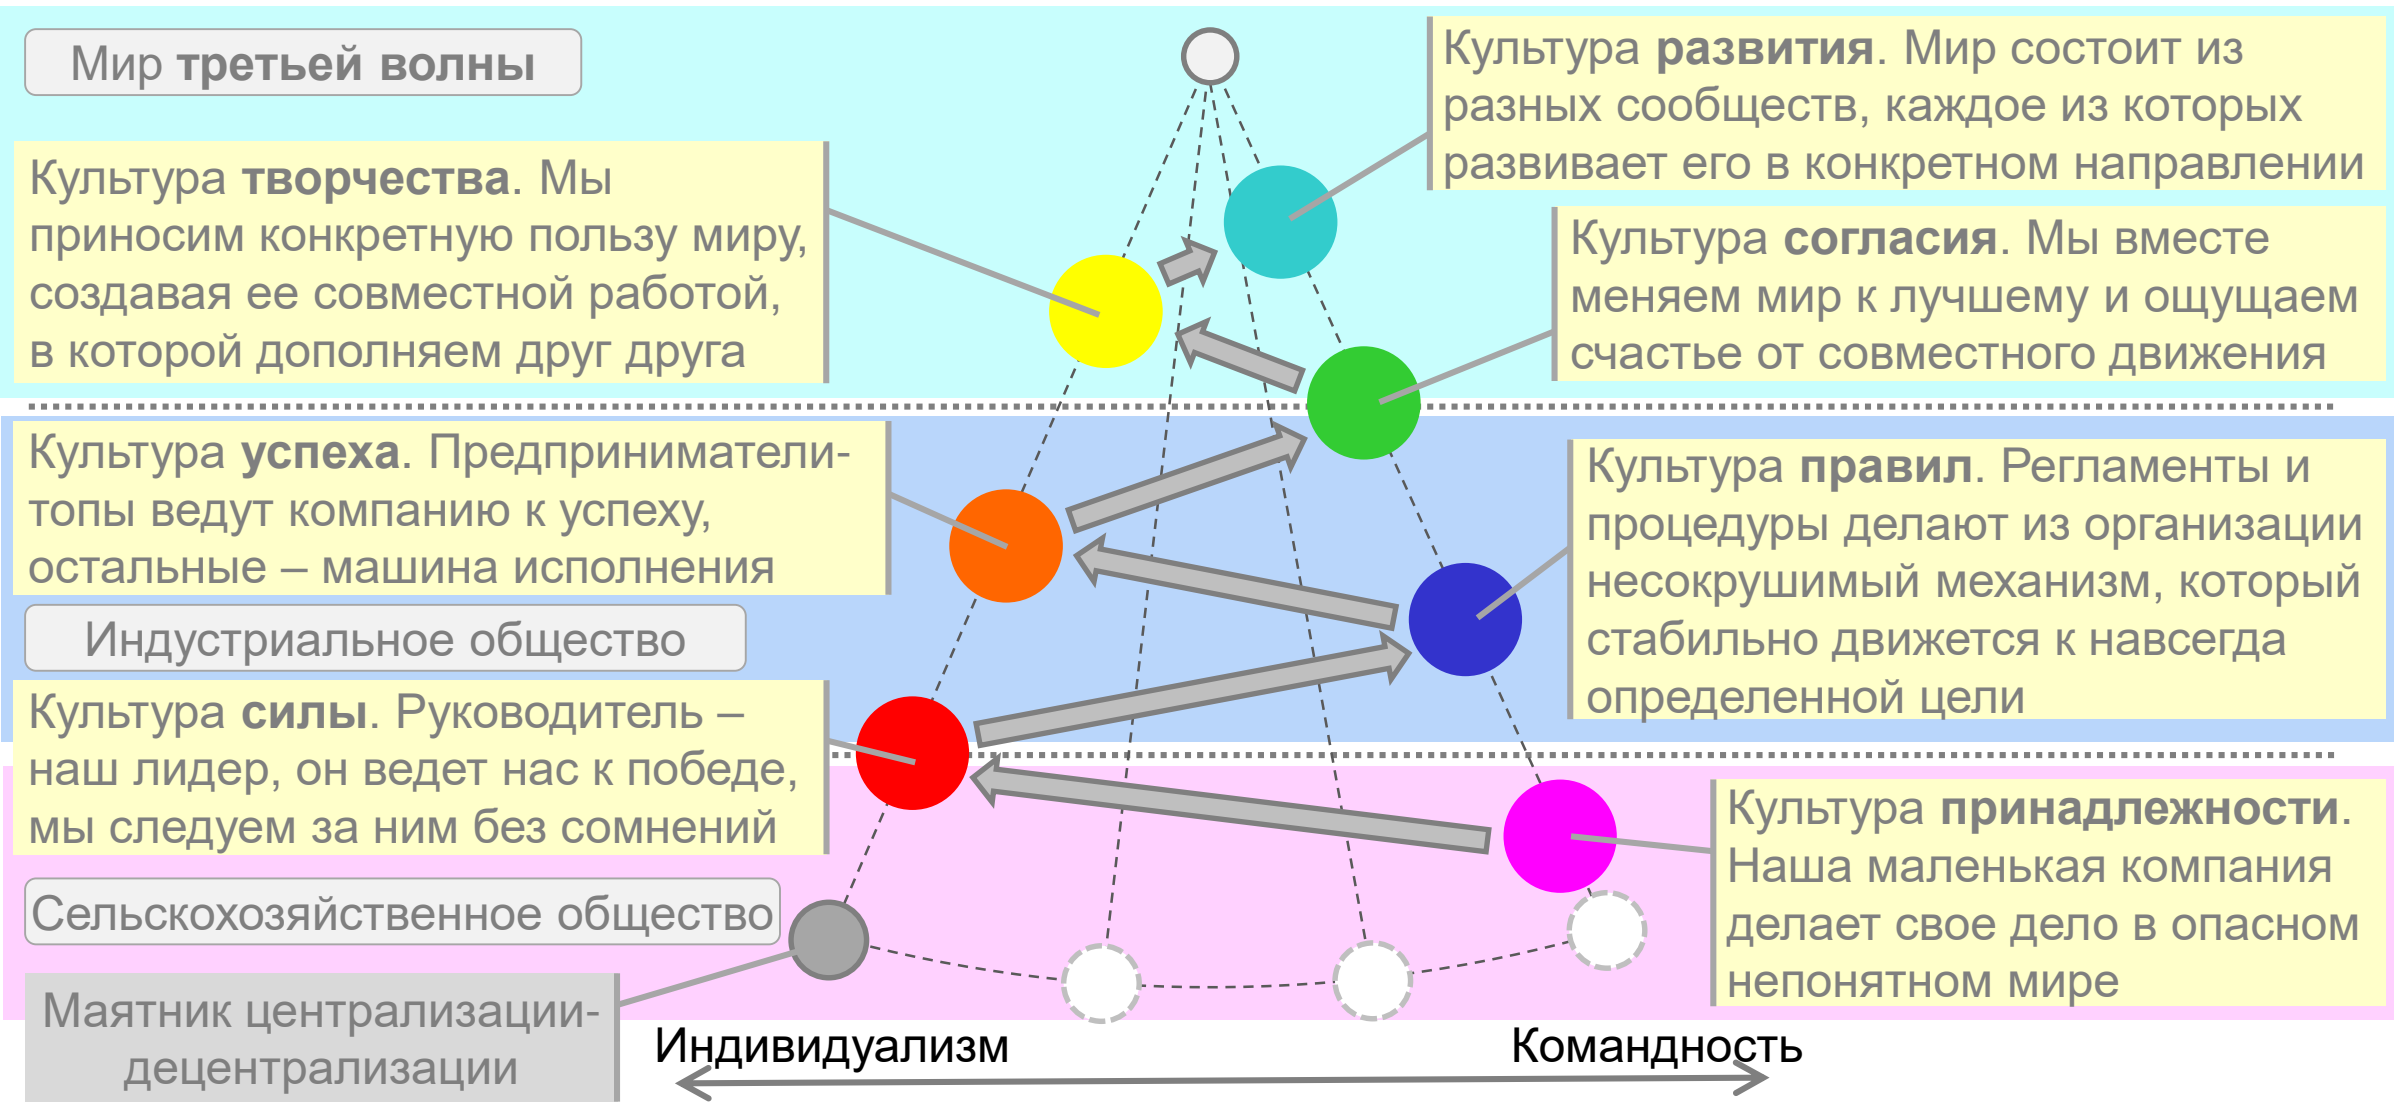 Мир третьей волны
Культура развития. Мир состоит из
разных сообществ, каждое из которых
развивает его в конкретном направлении
Культура творчества. Мы
приносим конкретную пользу миру,
создавая ее совместной работой,
в которой дополняем друг друга
Культура согласия. Мы вместе
меняем мир к лучшему и ощущаем
счастье от совместного движения
Культура успеха. Предприниматели-
топы ведут компанию к успеху,
остальные – машина исполнения
Культура правил. Регламенты и
процедуры делают из организации
несокрушимый механизм, который
стабильно движется к навсегда
определенной цели
Индустриальное общество
Культура силы. Руководитель –
наш лидер, он ведет нас к победе,
мы следуем за ним без сомнений
Культура принадлежности.
Наша маленькая компания
делает свое дело в опасном
непонятном мире
Сельскохозяйственное общество
Маятник централизации-
децентрализации
Индивидуализм
Командность